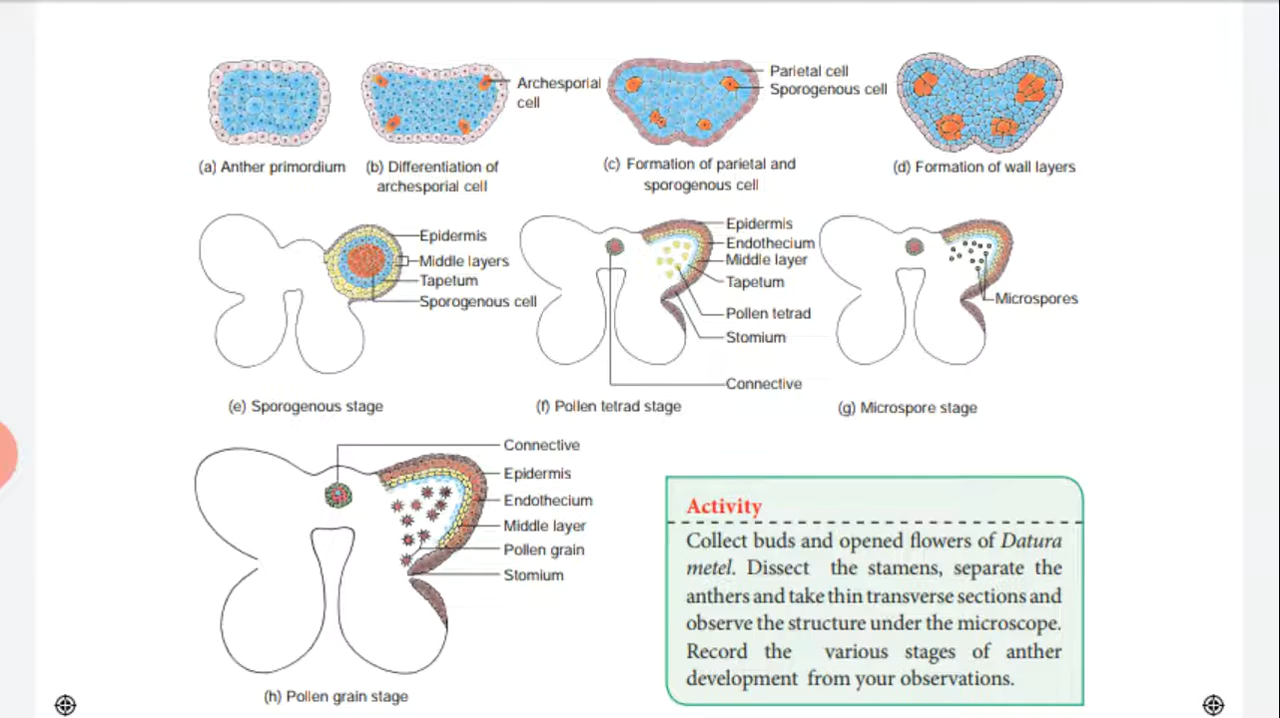 Archesporial
cell
Parietal cell
Sporogenous cell
(a) Anther primordium
(b) Differentiation of
archesporial cell
(c) Formation of parietal and
sporogenous cell
(d) Formation of wall layers
Epidermis
Middle layers
Tapetum
Sporogenous cell
Epidermis
Endothecium
Middle layer
Tapetum
Pollen tetrad
Stomium
Connective
Microspores
(e) Sporogenous stage
(f) Pollen tetrad stage
(g) Microspore stage
Connective
Epidermis
Endothecium
Middle layer
Pollen grain
Stomium
(h) Pollen grain stage
Activity
Collect buds and opened flowers of Datura
metel. Dissect the stamens, separate the
anthers and take thin transverse sections and
observe the structure under the microscope.
Record the various stages of anther
development from your observations.